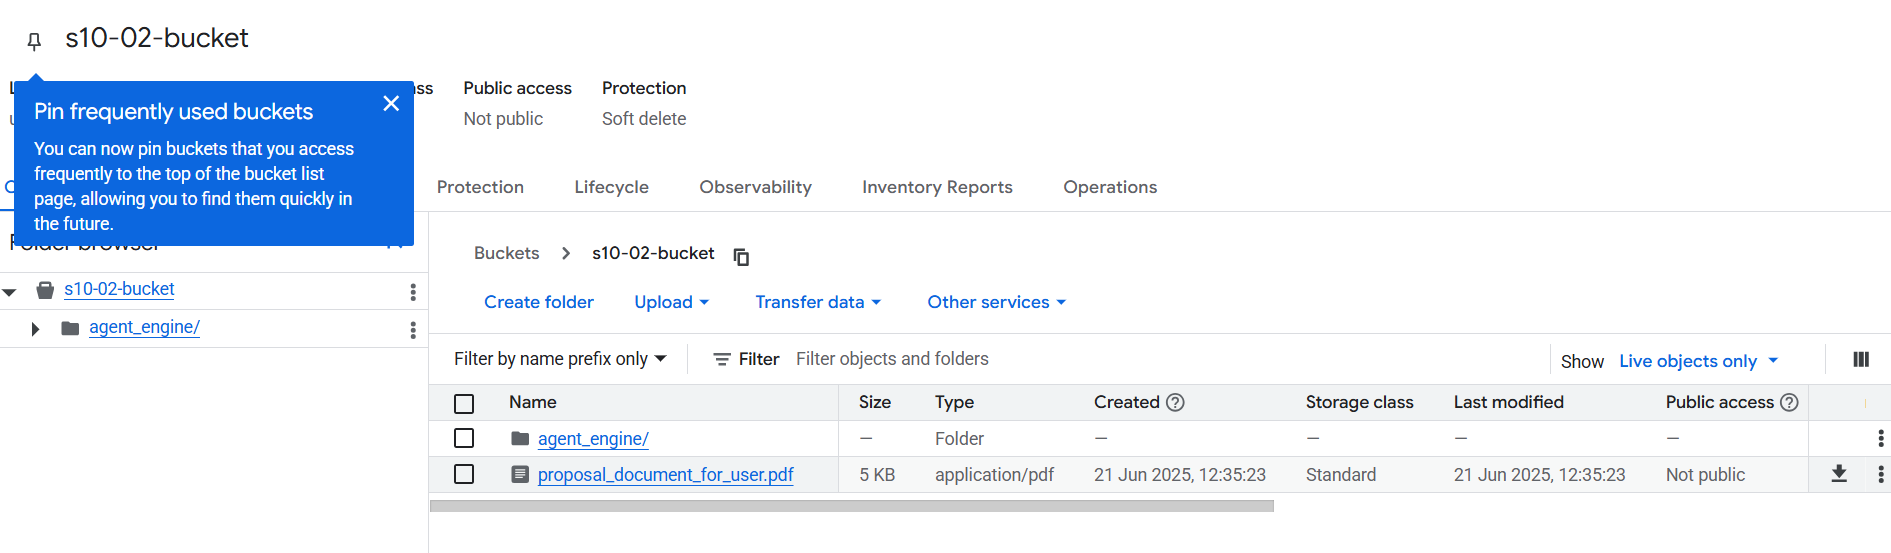 s10-02-bucket
ss Public access Protection
Not public Soft delete
Pin frequently used buckets
You can now pin buckets that you access
frequently to the top of the bucket list
page, allowing you to find them quickly in
the future.
Protection Lifecycle Observability Inventory Reports Operations
Folder browser
s10-02-bucket
agent_engine/
Buckets > s10-02-bucket
Create folder Upload Transfer data Other services
Filter by name prefix only Filter Filter objects and folders Show Live objects only
Name Size Type Created Storage class Last modified Public access
agent_engine/ — Folder — — — —
proposal_document_for_user.pdf 5 KB application/pdf 21 Jun 2025, 12:35:23 Standard 21 Jun 2025, 12:35:23 Not public